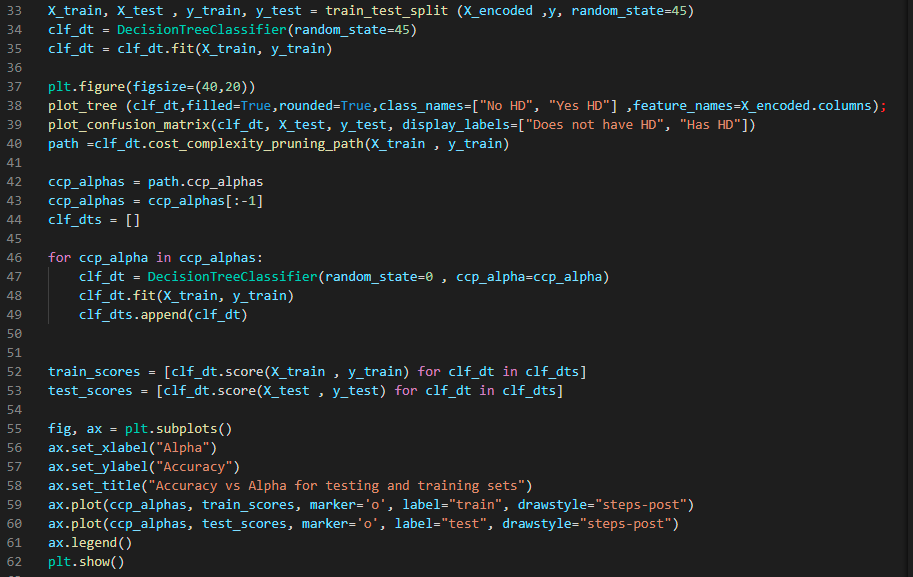 33 X_train, X_test , y_train, y_test = train_test_split (X_encoded ,y, random_state=45)
34 clf_dt = DecisionTreeClassifier(random_state=45)
35 clf_dt = clf_dt.fit(X_train, y_train)
36
37 plt.figure(figsize=(40,20))
38 plot_tree (clf_dt,filled=True,rounded=True,class_names=["No HD", "Yes HD"] ,feature_names=X_encoded.columns);
39 plot_confusion_matrix(clf_dt, X_test, y_test, display_labels=["Does not have HD", "Has HD"])
40 path =clf_dt.cost_complexity_pruning_path(X_train , y_train)
41
42 ccp_alphas = path.ccp_alphas
43 ccp_alphas = ccp_alphas[:-1]
44 clf_dts = []
45
46 for ccp_alpha in ccp_alphas:
47     clf_dt = DecisionTreeClassifier(random_state=0 , ccp_alpha=ccp_alpha)
48     clf_dt.fit(X_train, y_train)
49     clf_dts.append(clf_dt)
50
51
52 train_scores = [clf_dt.score(X_train , y_train) for clf_dt in clf_dts]
53 test_scores = [clf_dt.score(X_test , y_test) for clf_dt in clf_dts]
54
55 fig, ax = plt.subplots()
56 ax.set_xlabel("Alpha")
57 ax.set_ylabel("Accuracy")
58 ax.set_title("Accuracy vs Alpha for testing and training sets")
59 ax.plot(ccp_alphas, train_scores, marker='o', label="train", drawstyle="steps-post")
60 ax.plot(ccp_alphas, test_scores, marker='o', label="test", drawstyle="steps-post")
61 ax.legend()
62 plt.show()